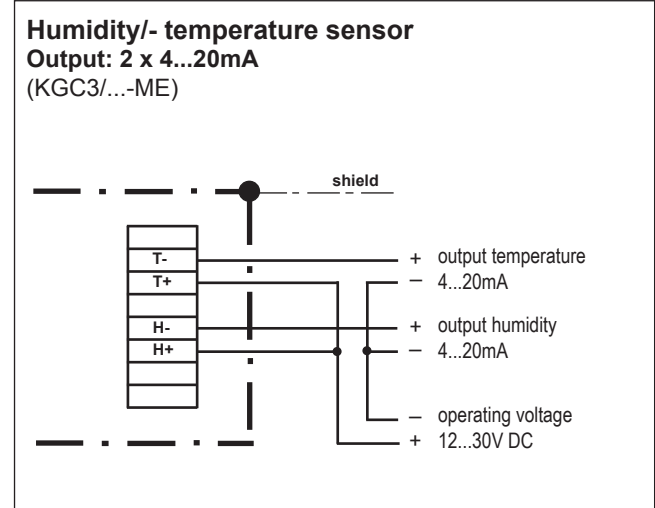 Humidity/- temperature sensor
Output: 2 x 4...20mA
(KGC3/...-ME)
shield
T-
T+
H-
H+
+ output temperature
– 4...20mA
+ output humidity
– 4...20mA
– operating voltage
+ 12...30V DC